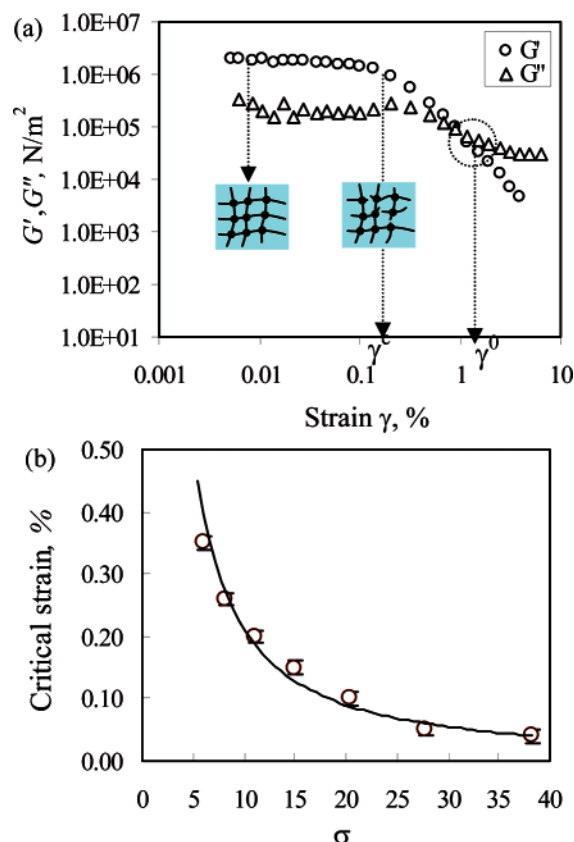 (a)
1.0E+07
1.0E+06
1.0E+05
1.0E+04
1.0E+03
1.0E+02
1.0E+01
G', G'', N/m²
G'
G''
γc
γ0
0.001 0.01 0.1 1 10
Strain γ, %
(b)
0.50
0.40
0.30
0.20
0.10
0.00
Critical strain, %
0 5 10 15 20 25 30 35 40
σ